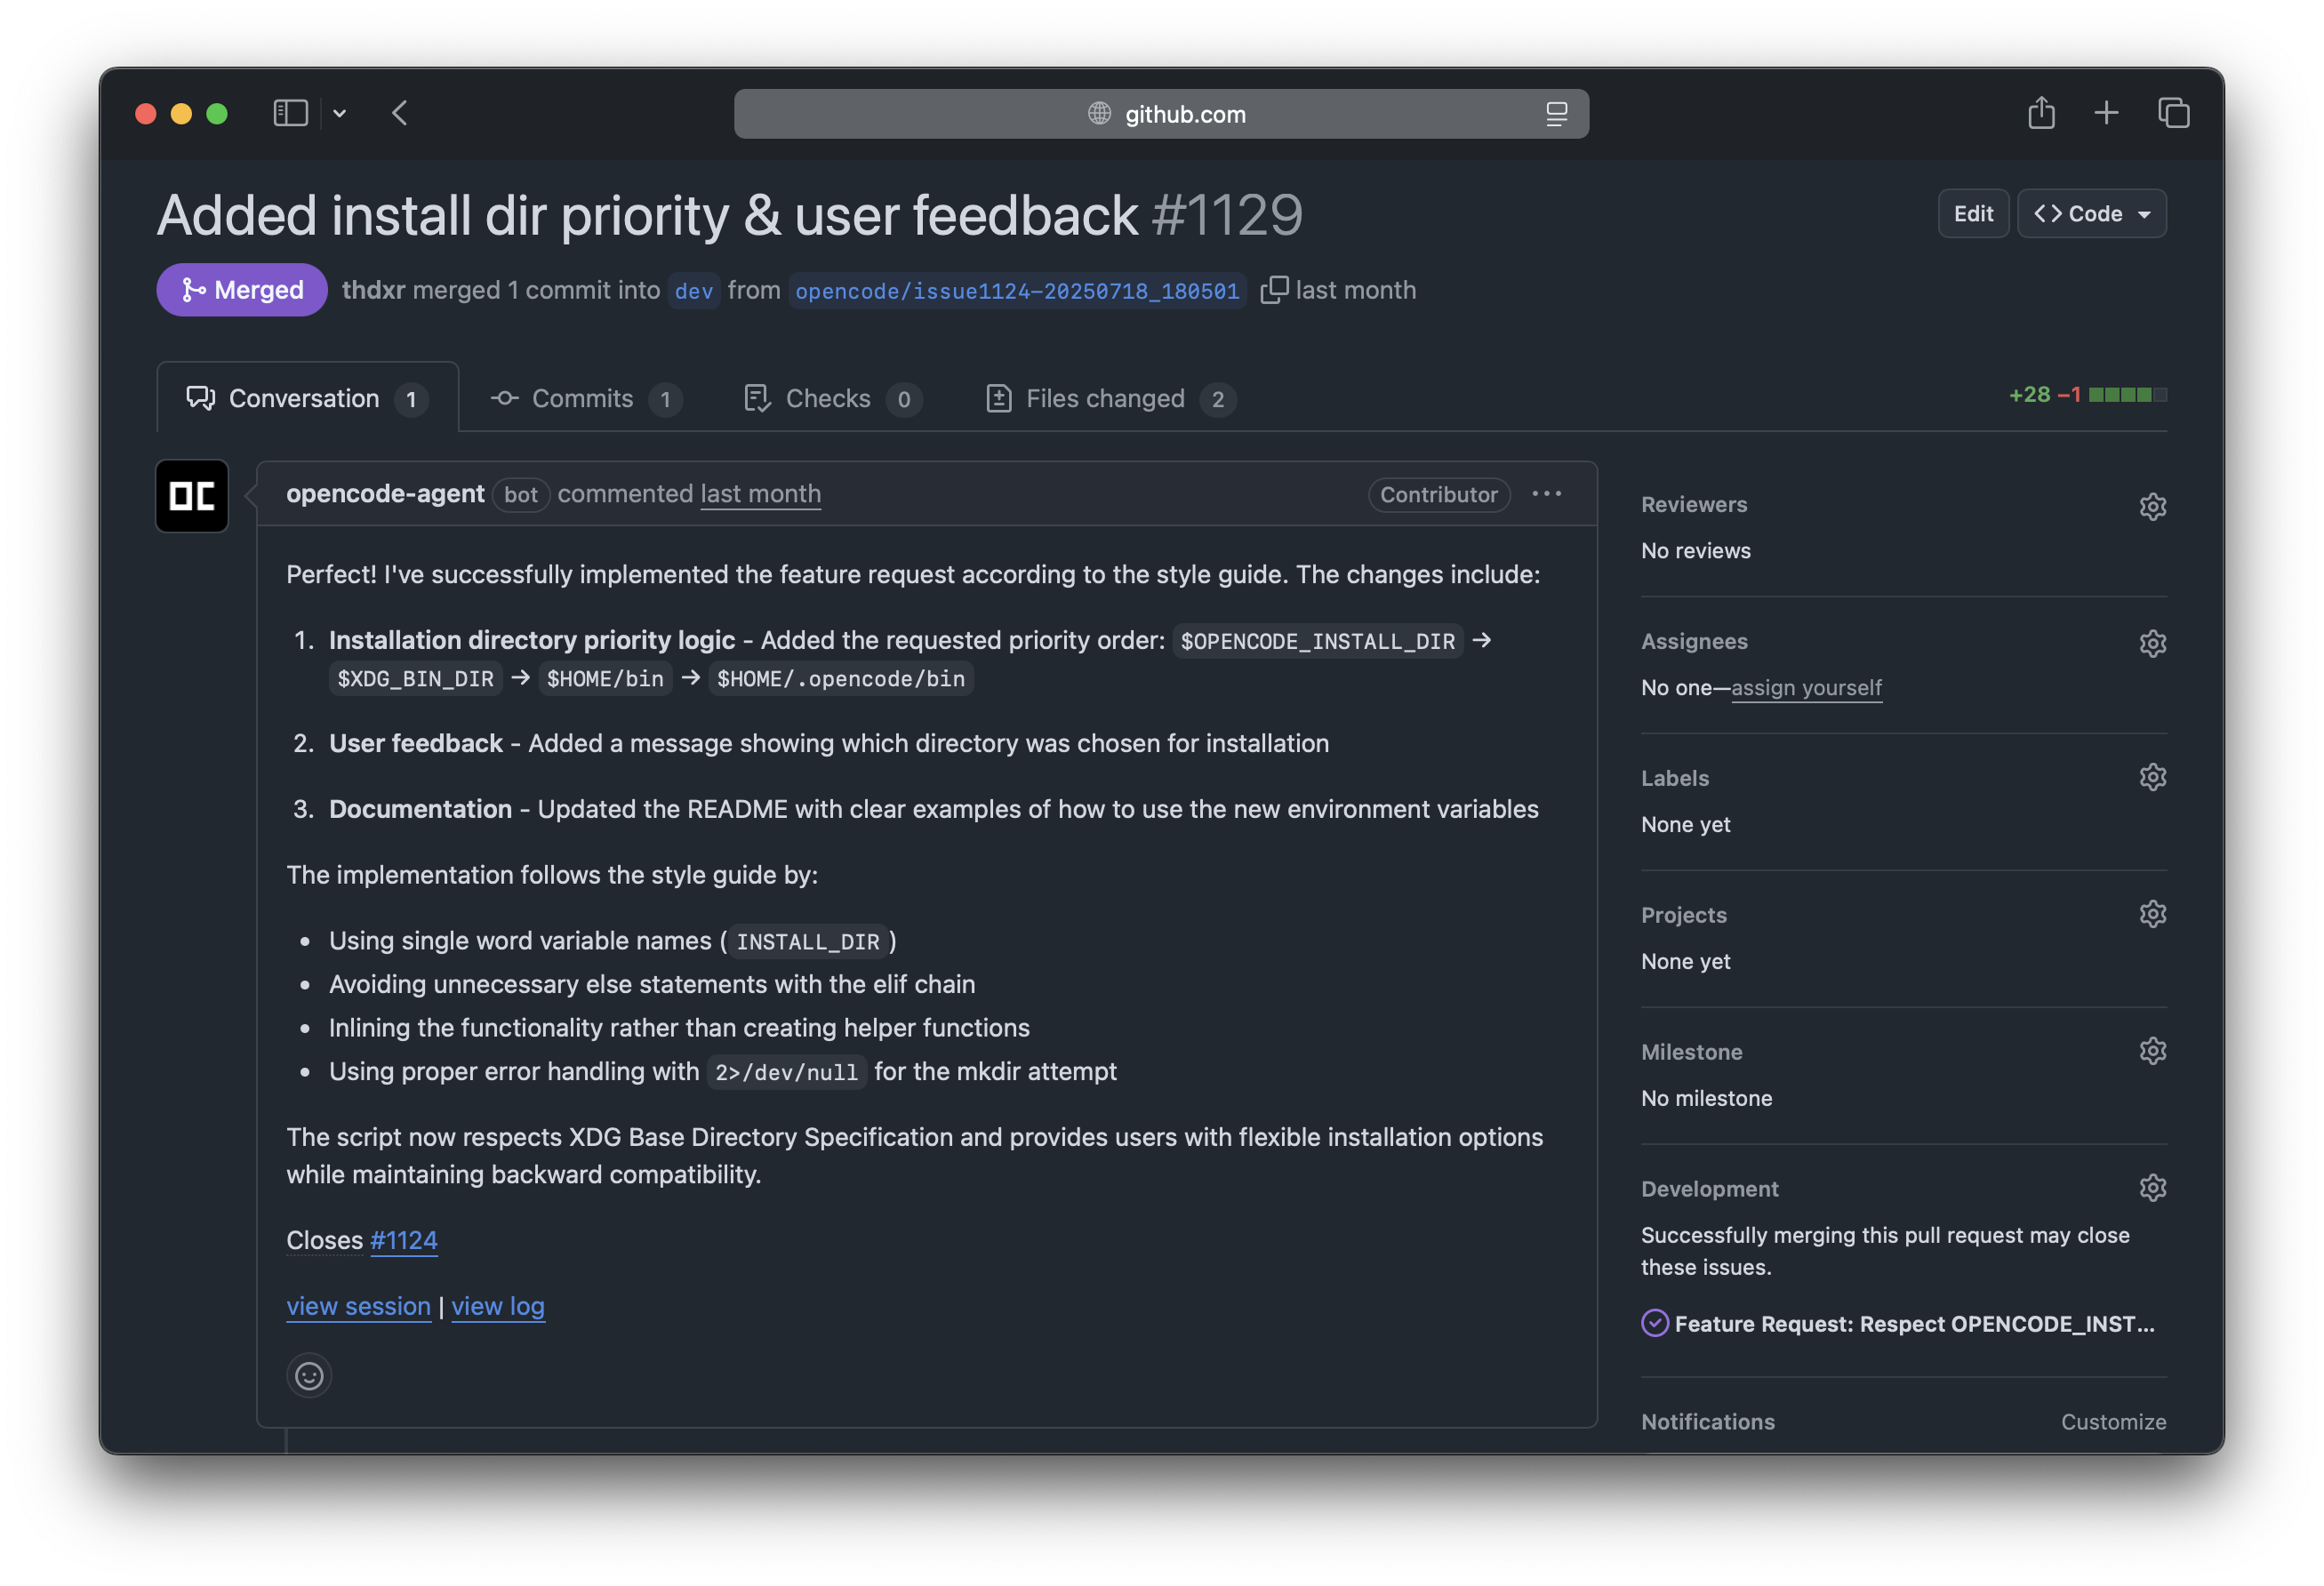 github.com
Added install dir priority & user feedback #1129
Edit
<> Code
Merged
thdxr merged 1 commit into dev from opencode/issue1124-20250718_180501 last month
Conversation 1
Commits 1
Checks 0
Files changed 2
+28 −1
OC
opencode-agent bot commented last month
Contributor
Perfect! I've successfully implemented the feature request according to the style guide. The changes include:
1. Installation directory priority logic - Added the requested priority order: $OPENCODE_INSTALL_DIR →
$XDG_BIN_DIR → $HOME/bin → $HOME/.opencode/bin
2. User feedback - Added a message showing which directory was chosen for installation
3. Documentation - Updated the README with clear examples of how to use the new environment variables
The implementation follows the style guide by:
• Using single word variable names (INSTALL_DIR)
• Avoiding unnecessary else statements with the elif chain
• Inlining the functionality rather than creating helper functions
• Using proper error handling with 2>/dev/null for the mkdir attempt
The script now respects XDG Base Directory Specification and provides users with flexible installation options
while maintaining backward compatibility.
Closes #1124
view session | view log
Reviewers
No reviews
Assignees
No one—assign yourself
Labels
None yet
Projects
None yet
Milestone
No milestone
Development
Successfully merging this pull request may close
these issues.
Feature Request: Respect OPENCODE_INST...
Notifications
Customize